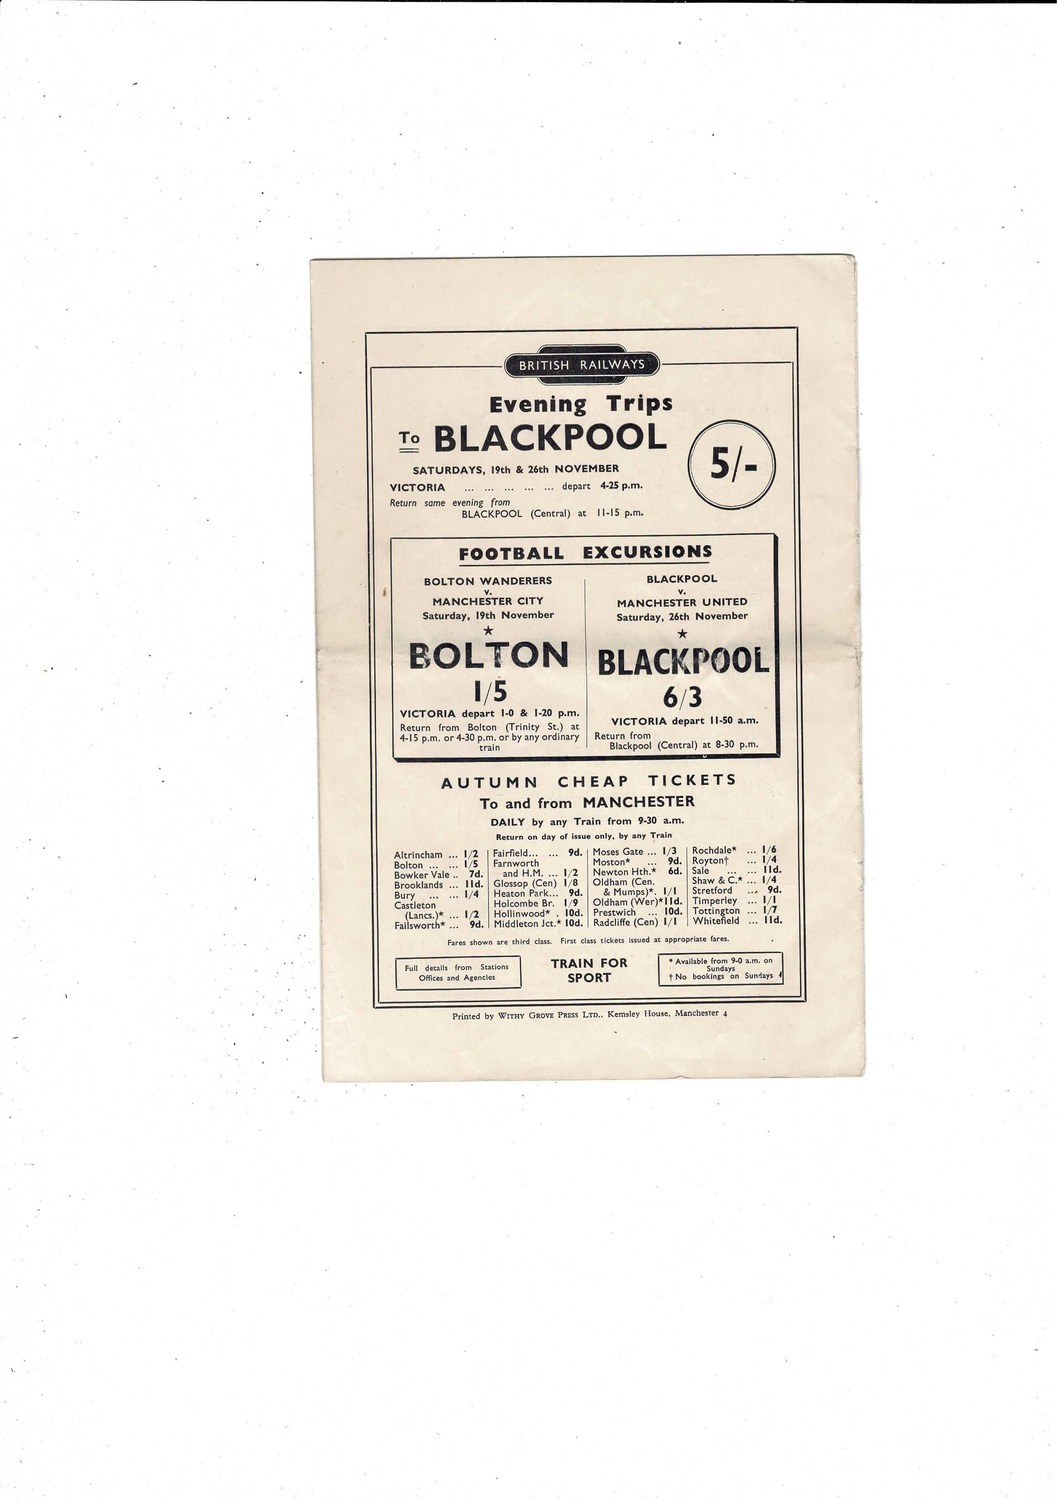 BRITISH RAILWAYS
Evening Trips
To BLACKPOOL
5/-
SATURDAYS, 19th & 26th NOVEMBER
VICTORIA ... ... ... ... ... depart 4-25 p.m.
Return same evening from
BLACKPOOL (Central) at 11-15 p.m.
FOOTBALL EXCURSIONS
BOLTON WANDERERS
v.
MANCHESTER CITY
Saturday, 19th November
★
BOLTON
1/5
VICTORIA depart 1-0 & 1-20 p.m.
Return from Bolton (Trinity St.) at
4-15 p.m. or 4-30 p.m. or by any ordinary
train
BLACKPOOL
v.
MANCHESTER UNITED
Saturday, 26th November
★
BLACKPOOL
6/3
VICTORIA depart 11-50 a.m.
Return from
Blackpool (Central) at 8-30 p.m.
AUTUMN CHEAP TICKETS
To and from MANCHESTER
DAILY by any Train from 9-30 a.m.
Return on day of issue only, by any Train
Altrincham ... 1/2
Bolton ... ... 1/5
Bowker Vale .. 7d.
Brooklands ... 11d.
Bury ... ... 1/4
Castleton
(Lancs.)* ... 1/2
Failsworth* ... 9d.
Fairfield... ... 9d.
Farnworth
and H.M. ... 1/2
Glossop (Cen) 1/8
Heaton Park... 9d.
Holcombe Br. 1/9
Hollinwood* . 10d.
Middleton Jct.* 10d.
Moses Gate ... 1/3
Moston* ... 9d.
Newton Hth.* 6d.
Oldham (Cen.
& Mumps)*. 1/1
Oldham (Wer)* 11d.
Prestwich ... 10d.
Radcliffe (Cen) 1/1
Rochdale* ... 1/6
Royton† ... 1/4
Sale ... ... 11d.
Shaw & C.* ... 1/4
Stretford ... 9d.
Timperley ... 1/1
Tottington ... 1/7
Whitefield ... 11d.
Fares shown are third class. First class tickets issued at appropriate fares.
Full details from Stations
Offices and Agencies
TRAIN FOR
SPORT
* Available from 9-0 a.m. on
Sundays
† No bookings on Sundays
Printed by WITHY GROVE PRESS LTD., Kemsley House, Manchester 4